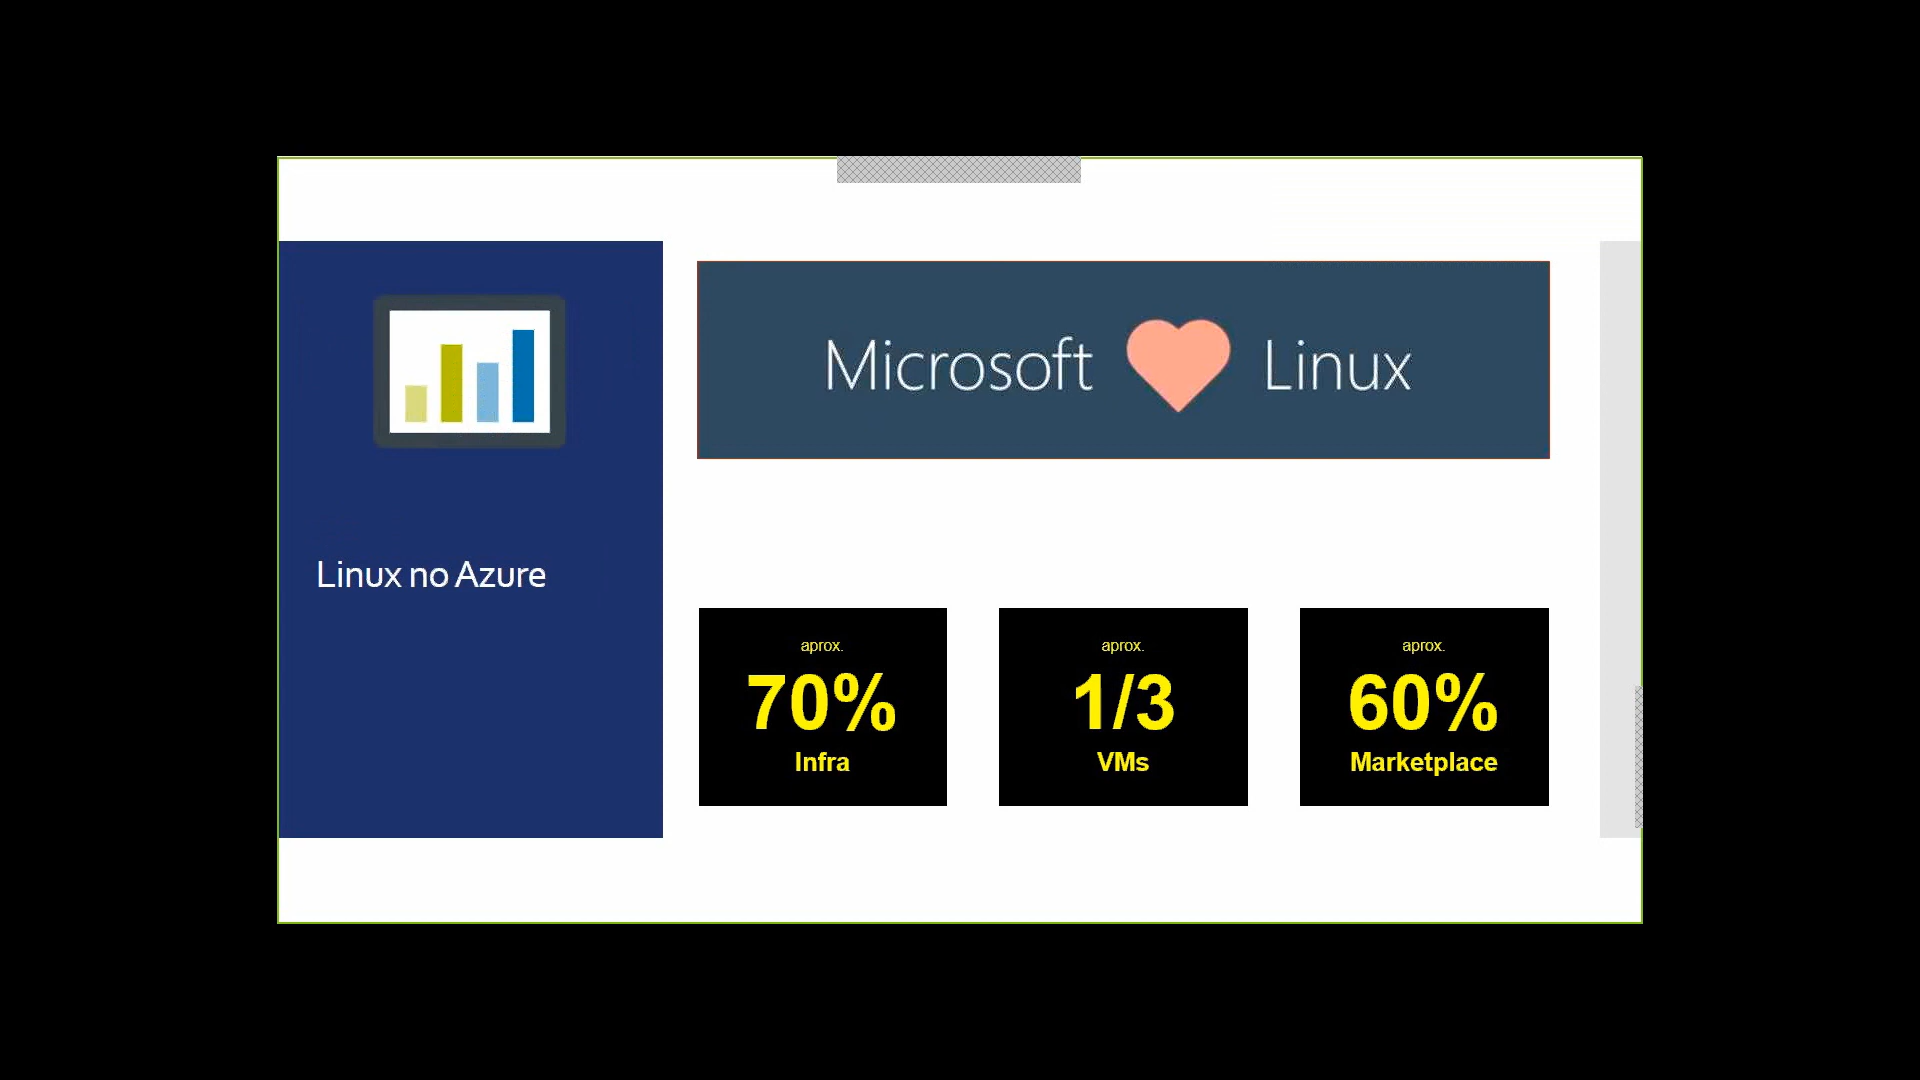 Microsoft Linux
Linux no Azure
aprox.
70%
Infra
aprox.
1/3
VMs
aprox.
60%
Marketplace